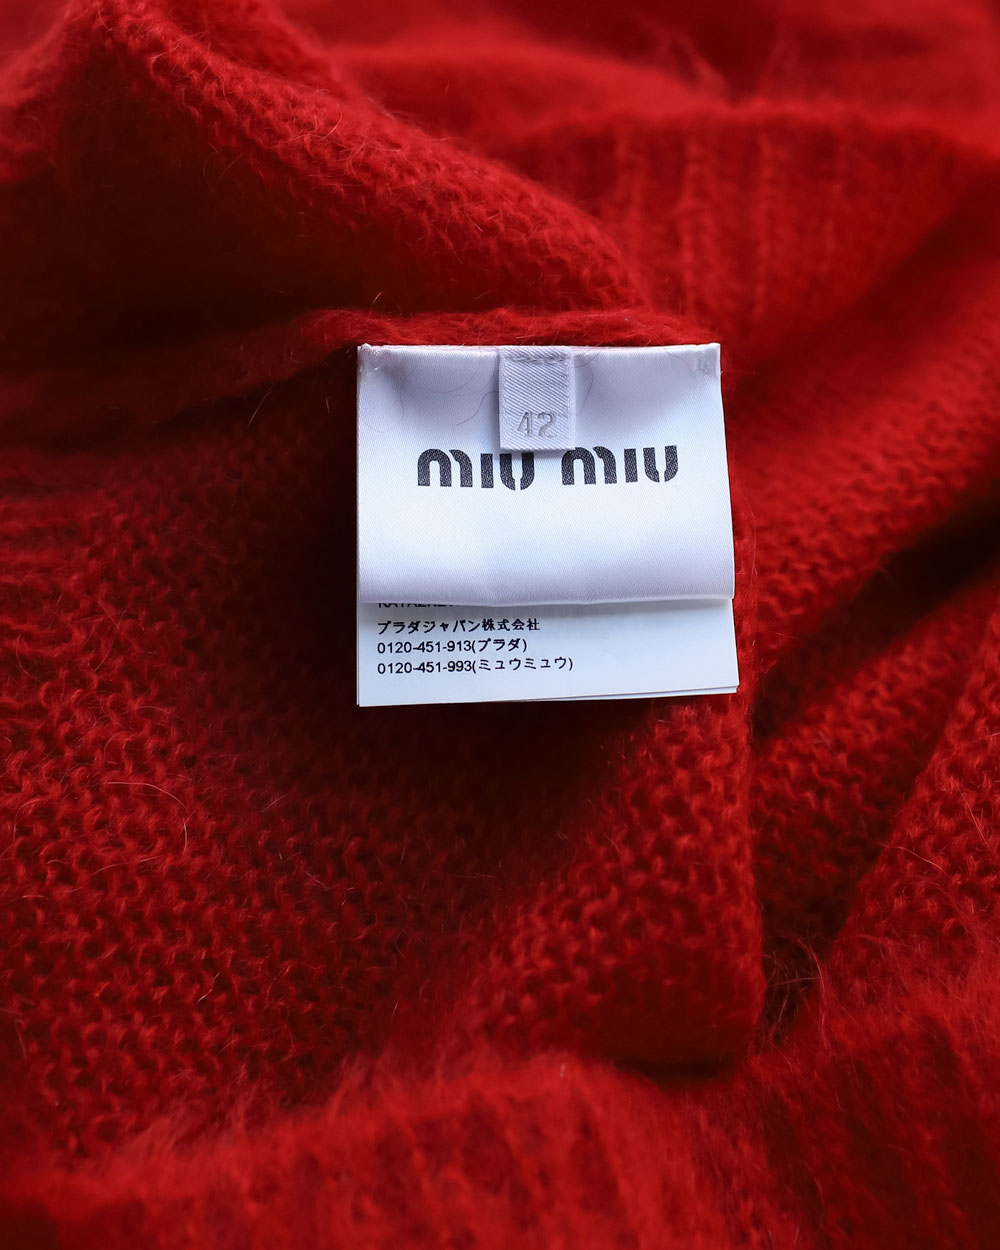 42
miu miu
プラダジャパン株式会社
0120-451-913(プラダ)
0120-451-993(ミュウミュウ)